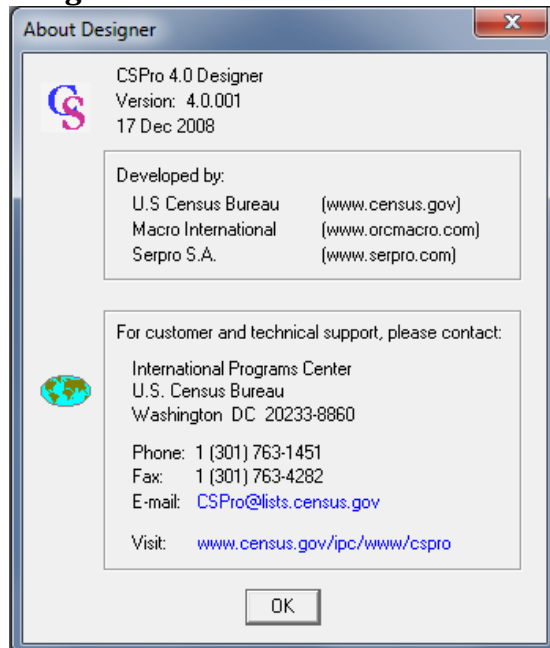 About Designer
CS
CSPro 4.0 Designer
Version: 4.0.001
17 Dec 2008
Developed by:
U.S Census Bureau (www.census.gov)
Macro International (www.orcmacro.com)
Serpro S.A. (www.serpro.com)
For customer and technical support, please contact:
International Programs Center
U.S. Census Bureau
Washington DC 20233-8860
Phone: 1 (301) 763-1451
Fax: 1 (301) 763-4282
E-mail: CSPro@lists.census.gov
Visit: www.census.gov/ipc/www/cspro
OK